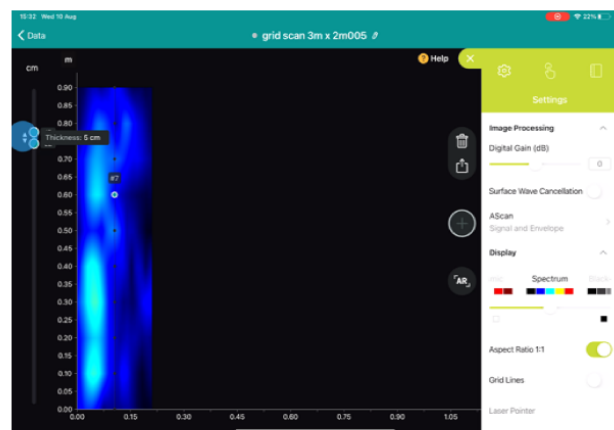 15:32 Wed 10 Aug
22%
Data
grid scan 3m x 2m005
Help
cm
m
Settings
0.90
0.85
0.80
Thickness: 5 cm
0.70
0.65
#7
0.60
0.55
0.50
0.45
0.40
0.35
0.30
0.25
0.20
0.15
0.10
0.05
0.00
0.00 0.15 0.30 0.45 0.60 0.75 0.90 1.05
AR
Image Processing
Digital Gain (dB)
0
Surface Wave Cancellation
AScan
Signal and Envelope
Display
Spectrum
Aspect Ratio 1:1
Grid Lines
Laser Pointer